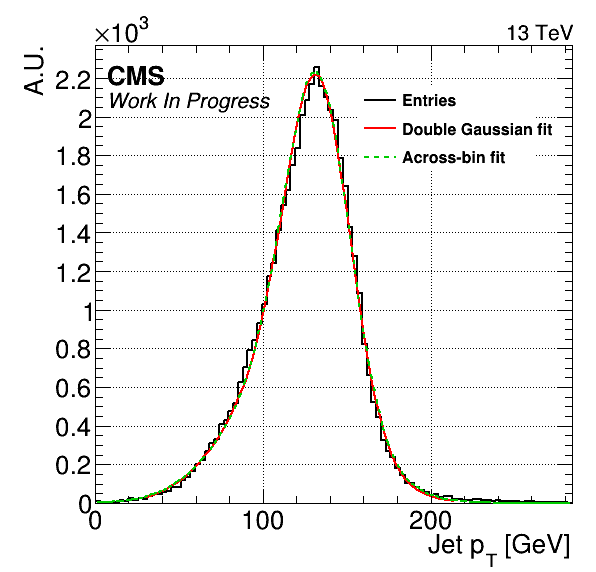 ×10³
13 TeV
A.U.
CMS
Work In Progress
Entries
Double Gaussian fit
Across-bin fit
2.2
2
1.8
1.6
1.4
1.2
1
0.8
0.6
0.4
0.2
0
0 100 200
Jet p_T [GeV]